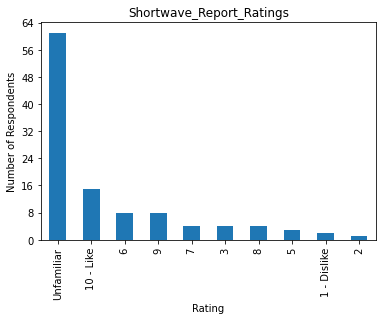 Shortwave_Report_Ratings
Number of Respondents
64
56
48
40
32
24
16
8
0
Unfamiliar
10 - Like
6
9
7
3
8
5
1 - Dislike
2
Rating